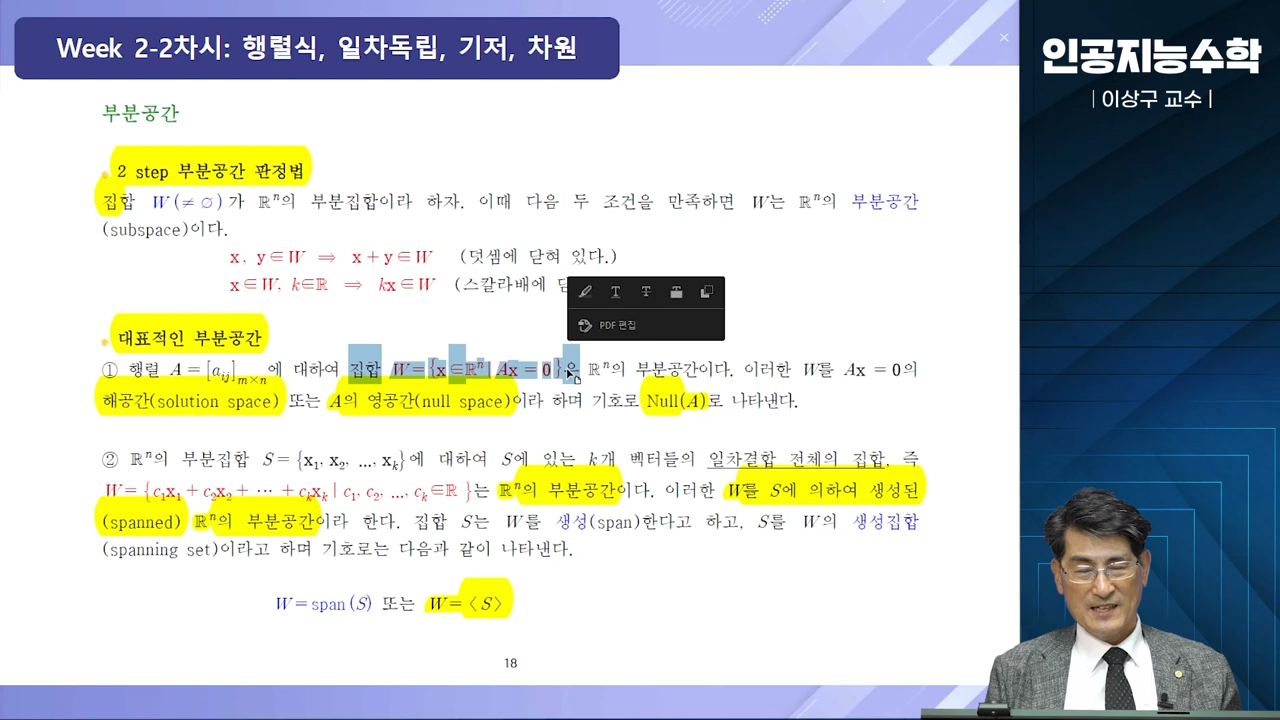 Week 2-2차시: 행렬식, 일차독립, 기저, 차원
인공지능수학
| 이상구 교수 |
부분공간
2 step 부분공간 판정법
집합 W(≠∅)가 ℝⁿ의 부분집합이라 하자. 이때 다음 두 조건을 만족하면 W는 ℝⁿ의 부분공간
(subspace)이다.
x, y∈W ⇒ x+y∈W (덧셈에 닫혀 있다.)
x∈W, k∈ℝ ⇒ kx∈W (스칼라배에
PDF 편집
대표적인 부분공간
① 행렬 A=[a_{ij}]_{m×n}에 대하여 집합 W={x∈ℝⁿ | Ax=0}은 ℝⁿ의 부분공간이다. 이러한 W를 Ax=0의
해공간(solution space) 또는 A의 영공간(null space)이라 하며 기호로 Null(A)로 나타낸다.
② ℝⁿ의 부분집합 S={x₁, x₂, ..., x_k}에 대하여 S에 있는 k개 벡터들의 일차결합 전체의 집합, 즉
W={c₁x₁+c₂x₂+ ⋯ +c_kx_k | c₁, c₂, ..., c_k∈ℝ }는 ℝⁿ의 부분공간이다. 이러한 W를 S에 의하여 생성된
(spanned) ℝⁿ의 부분공간이라 한다. 집합 S는 W를 생성(span)한다고 하고, S를 W의 생성집합
(spanning set)이라고 하며 기호로는 다음과 같이 나타낸다.
W=span(S) 또는 W=〈S〉
18